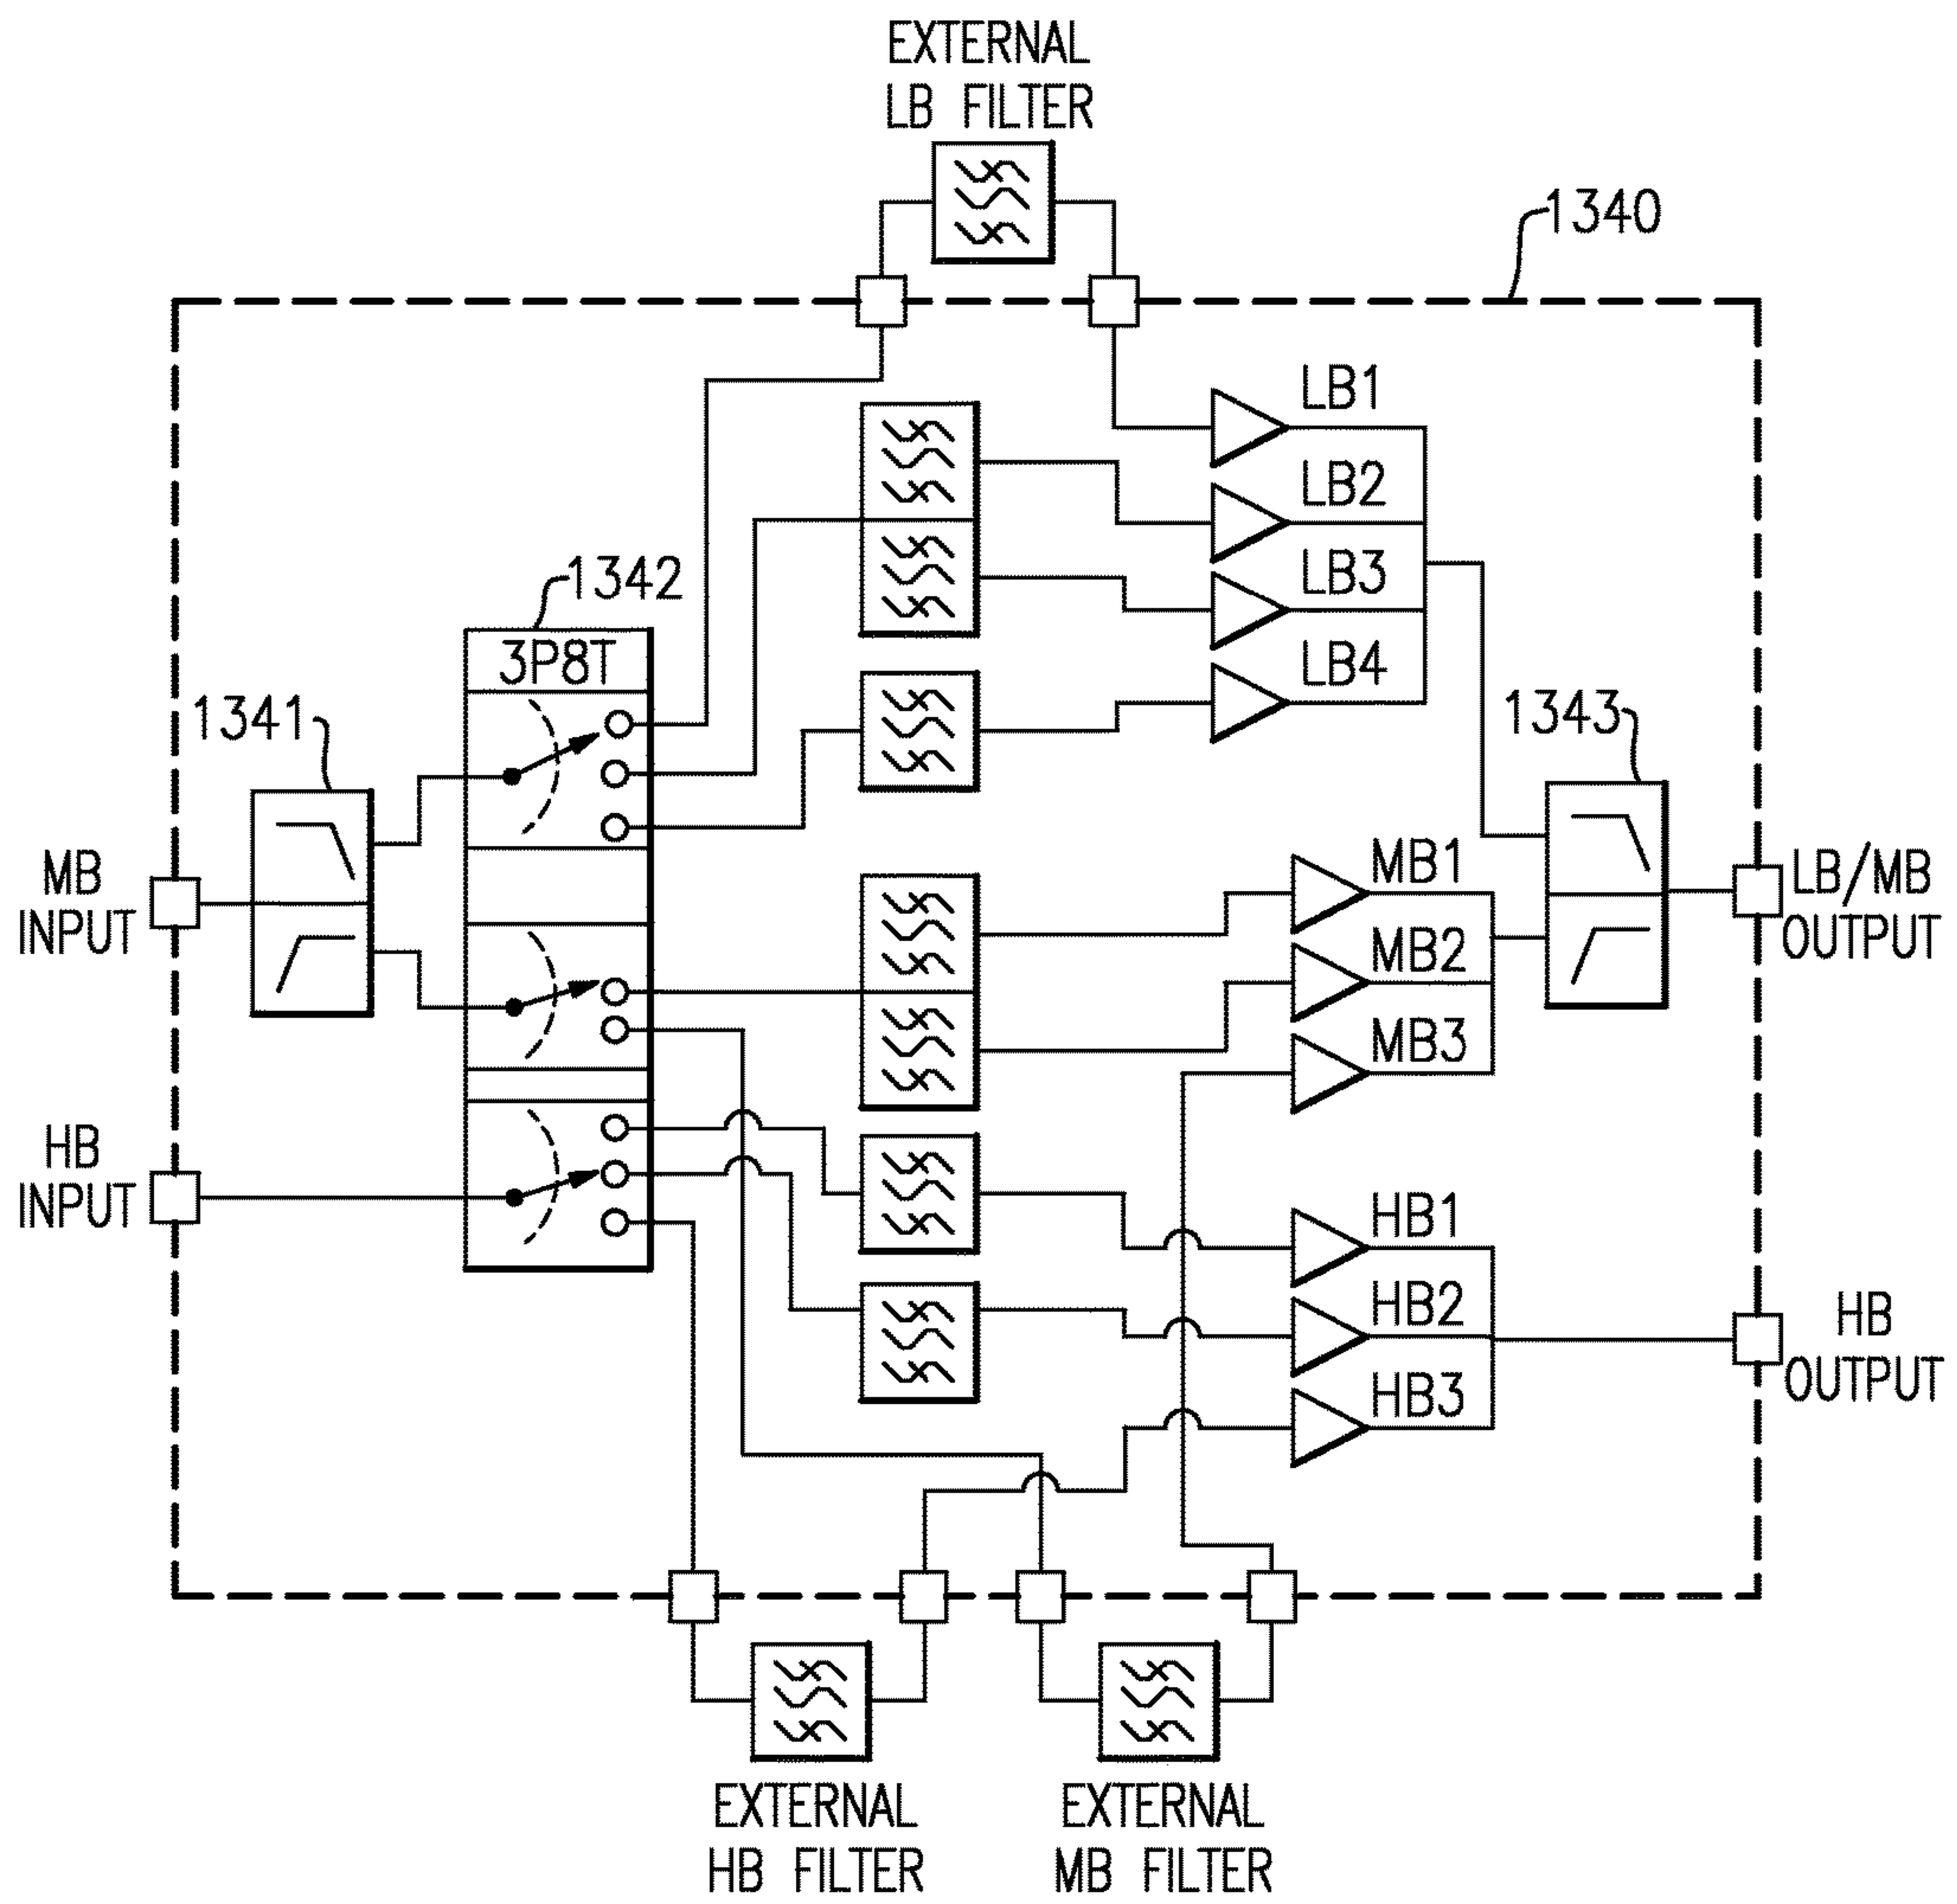 EXTERNAL
LB FILTER
1340
LB1
LB2
LB3
LB4
1342
3P8T
1341
1343
MB
INPUT
MB1
MB2
MB3
LB/MB
OUTPUT
HB
INPUT
HB1
HB2
HB3
HB
OUTPUT
EXTERNAL
HB FILTER
EXTERNAL
MB FILTER